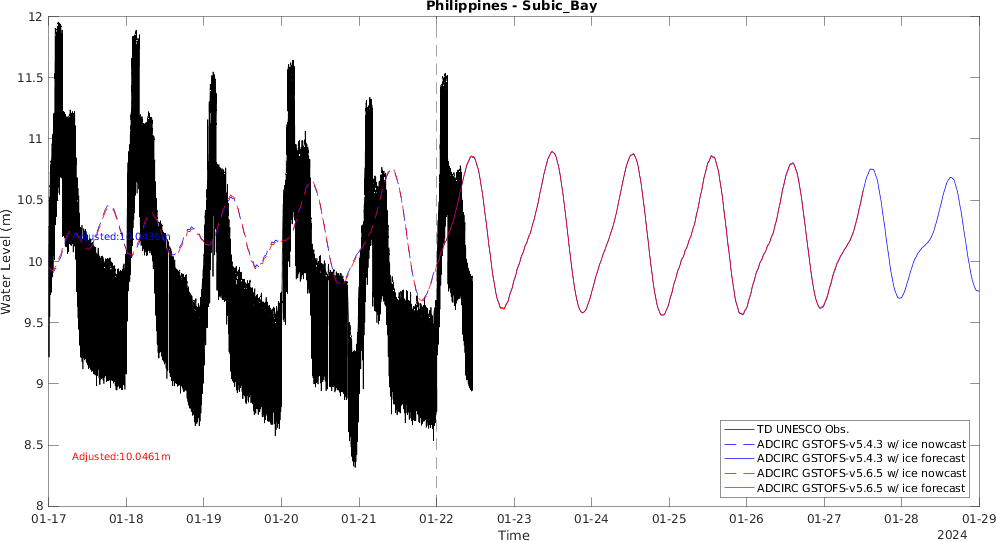 Philippines - Subic_Bay
12
11.5
11
10.5
10
9.5
9
8.5
8
Water Level (m)
Adjusted:10.0461m
01-17
01-18
01-19
01-20
01-21
01-22
01-23
01-24
01-25
01-26
01-27
01-28
01-29
Time
2024
TD UNESCO Obs.
ADCIRC GSTOFS-v5.4.3 w/ ice nowcast
ADCIRC GSTOFS-v5.4.3 w/ ice forecast
ADCIRC GSTOFS-v5.6.5 w/ ice nowcast
ADCIRC GSTOFS-v5.6.5 w/ ice forecast